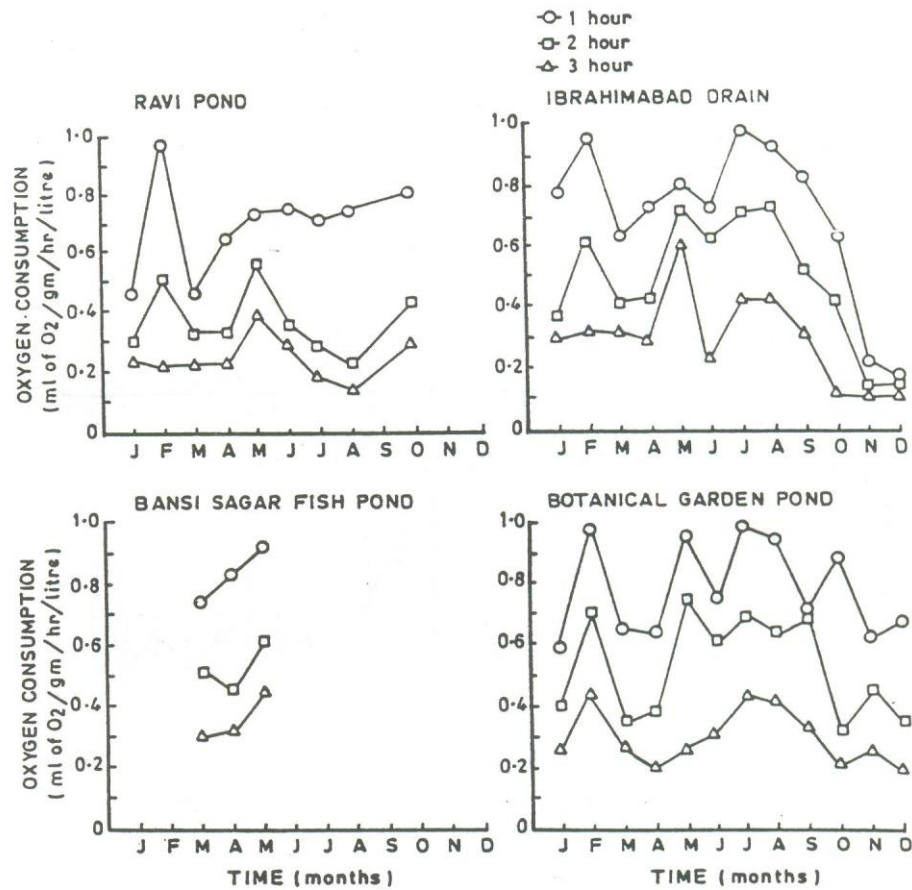 1 hour
2 hour
3 hour
RAVI POND
1·0
0·8
0·6
0·4
0·2
0
OXYGEN·CONSUMPTION
(ml of O2/gm/hr/litre)
J F M A M J J A S O N D
IBRAHIMABAD DRAIN
1·0
0·8
0·6
0·4
0·2
0
J F M A M J J A S O N D
BANSI SAGAR FISH POND
1·0
0·8
0·6
0·4
0·2
0
OXYGEN CONSUMPTION
(ml of O2/gm/hr/litre)
J F M A M J J A S O N D
TIME (months)
BOTANICAL GARDEN POND
1·0
0·8
0·6
0·4
0·2
0
J F M A M J J A S O N D
TIME (months)